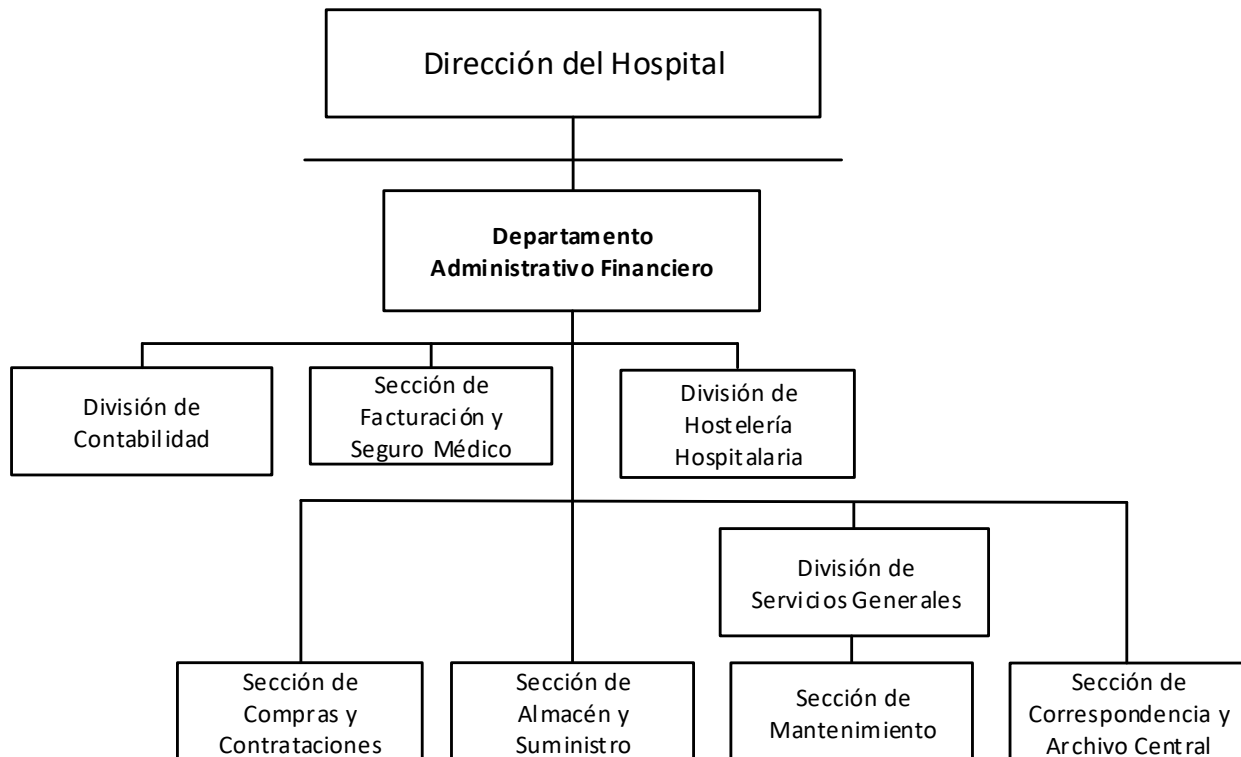 Dirección del Hospital
Departamento
Administrativo Financiero
División de
Contabilidad
Sección de
Facturación y
Seguro Médico
División de
Hostelería
Hospitalaria
División de
Servicios Generales
Sección de
Compras y
Contrataciones
Sección de
Almacén y
Suministro
Sección de
Mantenimiento
Sección de
Correspondencia y
Archivo Central